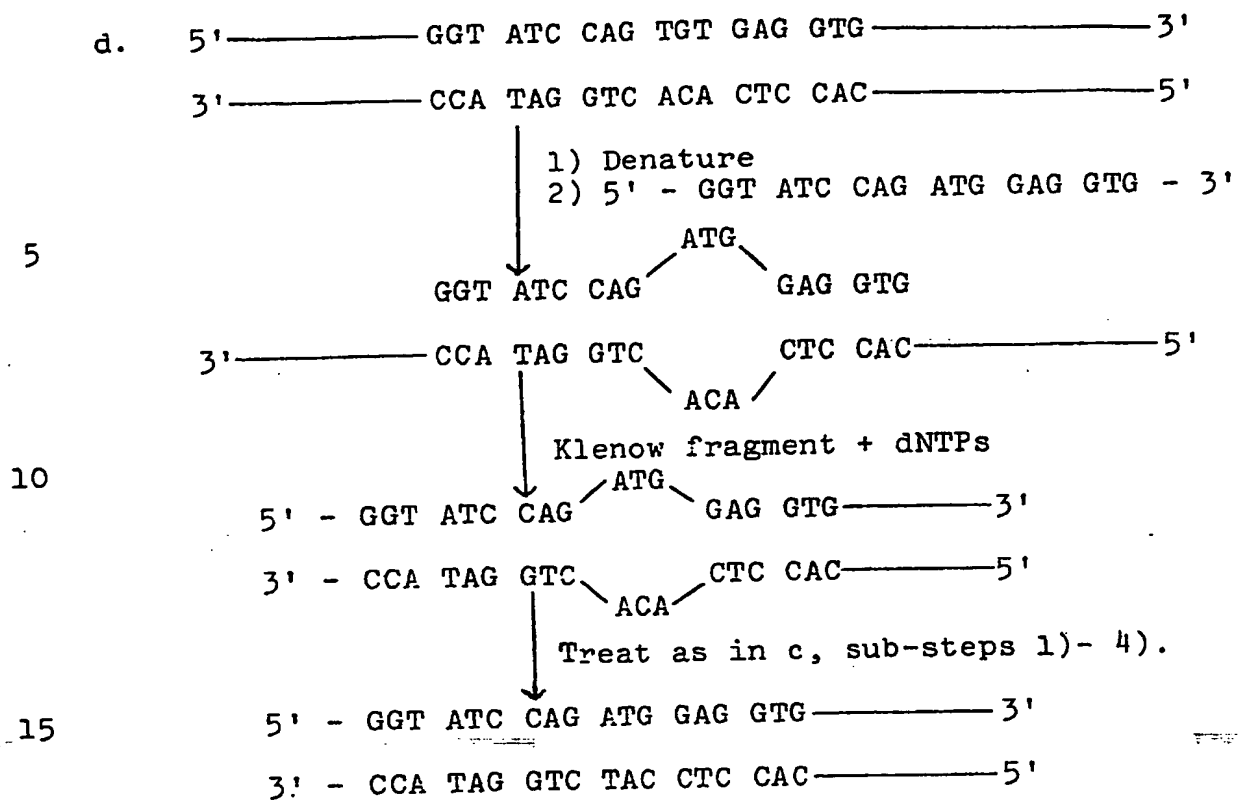 d. 5' GGT ATC CAG TGT GAG GTG 3'
3' CCA TAG GTC ACA CTC CAC 5'
1) Denature
2) 5' - GGT ATC CAG ATG GAG GTG - 3'
5 ATG
GGT ATC CAG GAG GTG
3' CCA TAG GTC CTC CAC 5'
ACA
Klenow fragment + dNTPs
10 ATG
5' - GGT ATC CAG GAG GTG 3'
3' - CCA TAG GTC CTC CAC 5'
ACA
Treat as in c, sub-steps 1)- 4).
15 5' - GGT ATC CAG ATG GAG GTG 3'
3' - CCA TAG GTC TAC CTC CAC 5'